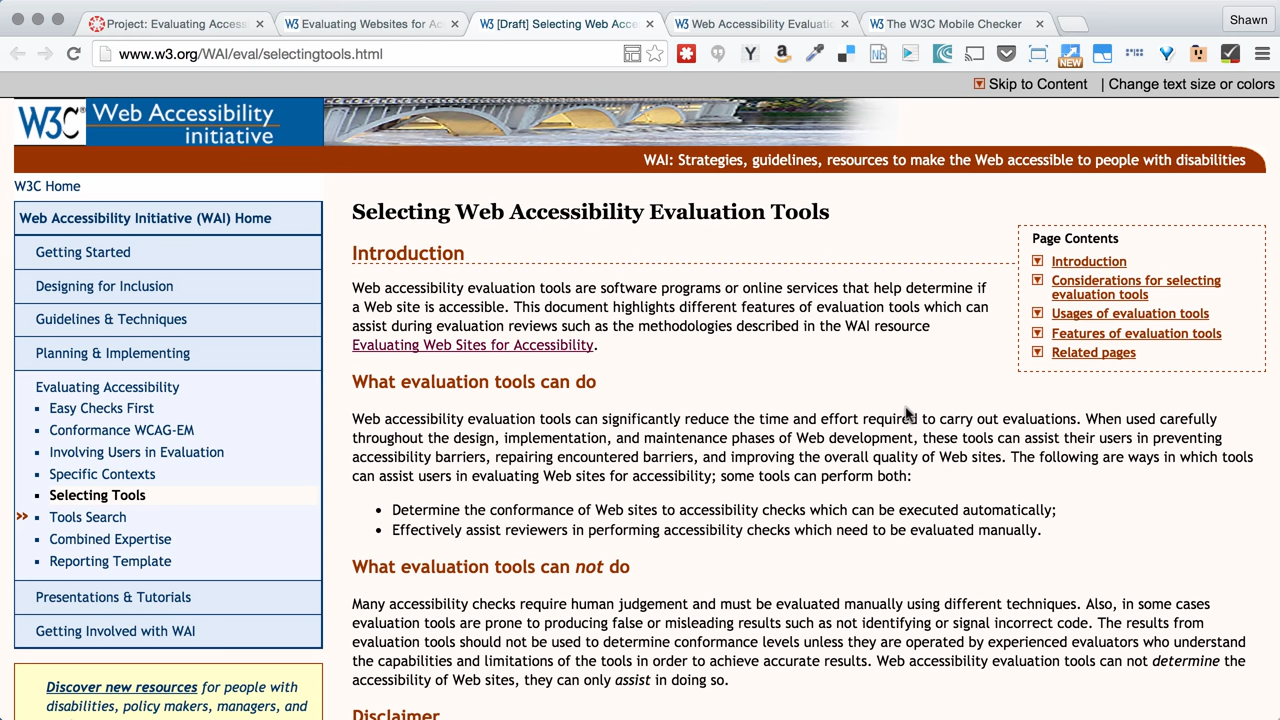 Project: Evaluating Access
W3 Evaluating Websites for Ac
W3 [Draft] Selecting Web Acce
W3 Web Accessibility Evaluatio
W3 The W3C Mobile Checker
Shawn
www.w3.org/WAI/eval/selectingtools.html
NEW
Skip to Content | Change text size or colors
W3C® Web Accessibility
initiative
WAI: Strategies, guidelines, resources to make the Web accessible to people with disabilities
W3C Home
Web Accessibility Initiative (WAI) Home
Getting Started
Designing for Inclusion
Guidelines & Techniques
Planning & Implementing
Evaluating Accessibility
Easy Checks First
Conformance WCAG-EM
Involving Users in Evaluation
Specific Contexts
Selecting Tools
Tools Search
Combined Expertise
Reporting Template
Presentations & Tutorials
Getting Involved with WAI
Discover new resources for people with
disabilities, policy makers, managers, and
Selecting Web Accessibility Evaluation Tools
Introduction
Web accessibility evaluation tools are software programs or online services that help determine if
a Web site is accessible. This document highlights different features of evaluation tools which can
assist during evaluation reviews such as the methodologies described in the WAI resource
Evaluating Web Sites for Accessibility.
Page Contents
Introduction
Considerations for selecting
evaluation tools
Usages of evaluation tools
Features of evaluation tools
Related pages
What evaluation tools can do
Web accessibility evaluation tools can significantly reduce the time and effort required to carry out evaluations. When used carefully
throughout the design, implementation, and maintenance phases of Web development, these tools can assist their users in preventing
accessibility barriers, repairing encountered barriers, and improving the overall quality of Web sites. The following are ways in which tools
can assist users in evaluating Web sites for accessibility; some tools can perform both:
• Determine the conformance of Web sites to accessibility checks which can be executed automatically;
• Effectively assist reviewers in performing accessibility checks which need to be evaluated manually.
What evaluation tools can not do
Many accessibility checks require human judgement and must be evaluated manually using different techniques. Also, in some cases
evaluation tools are prone to producing false or misleading results such as not identifying or signal incorrect code. The results from
evaluation tools should not be used to determine conformance levels unless they are operated by experienced evaluators who understand
the capabilities and limitations of the tools in order to achieve accurate results. Web accessibility evaluation tools can not determine the
accessibility of Web sites, they can only assist in doing so.
Disclaimer